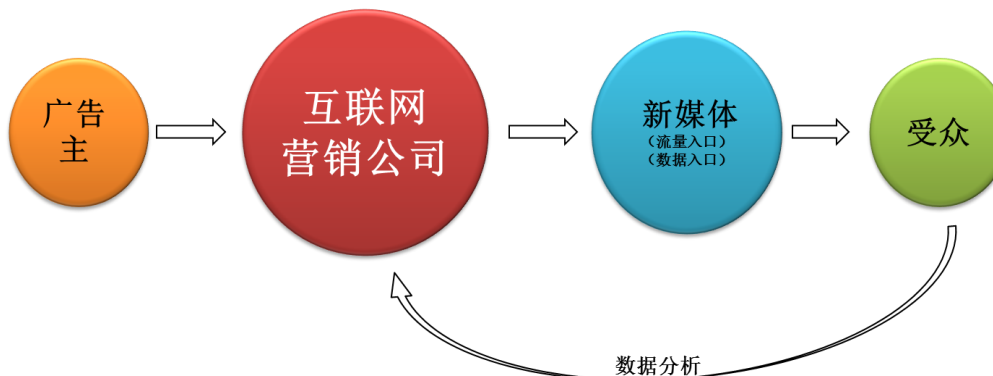 广告
主
互联网
营销公司
新媒体
（流量入口）
（数据入口）
受众
数据分析